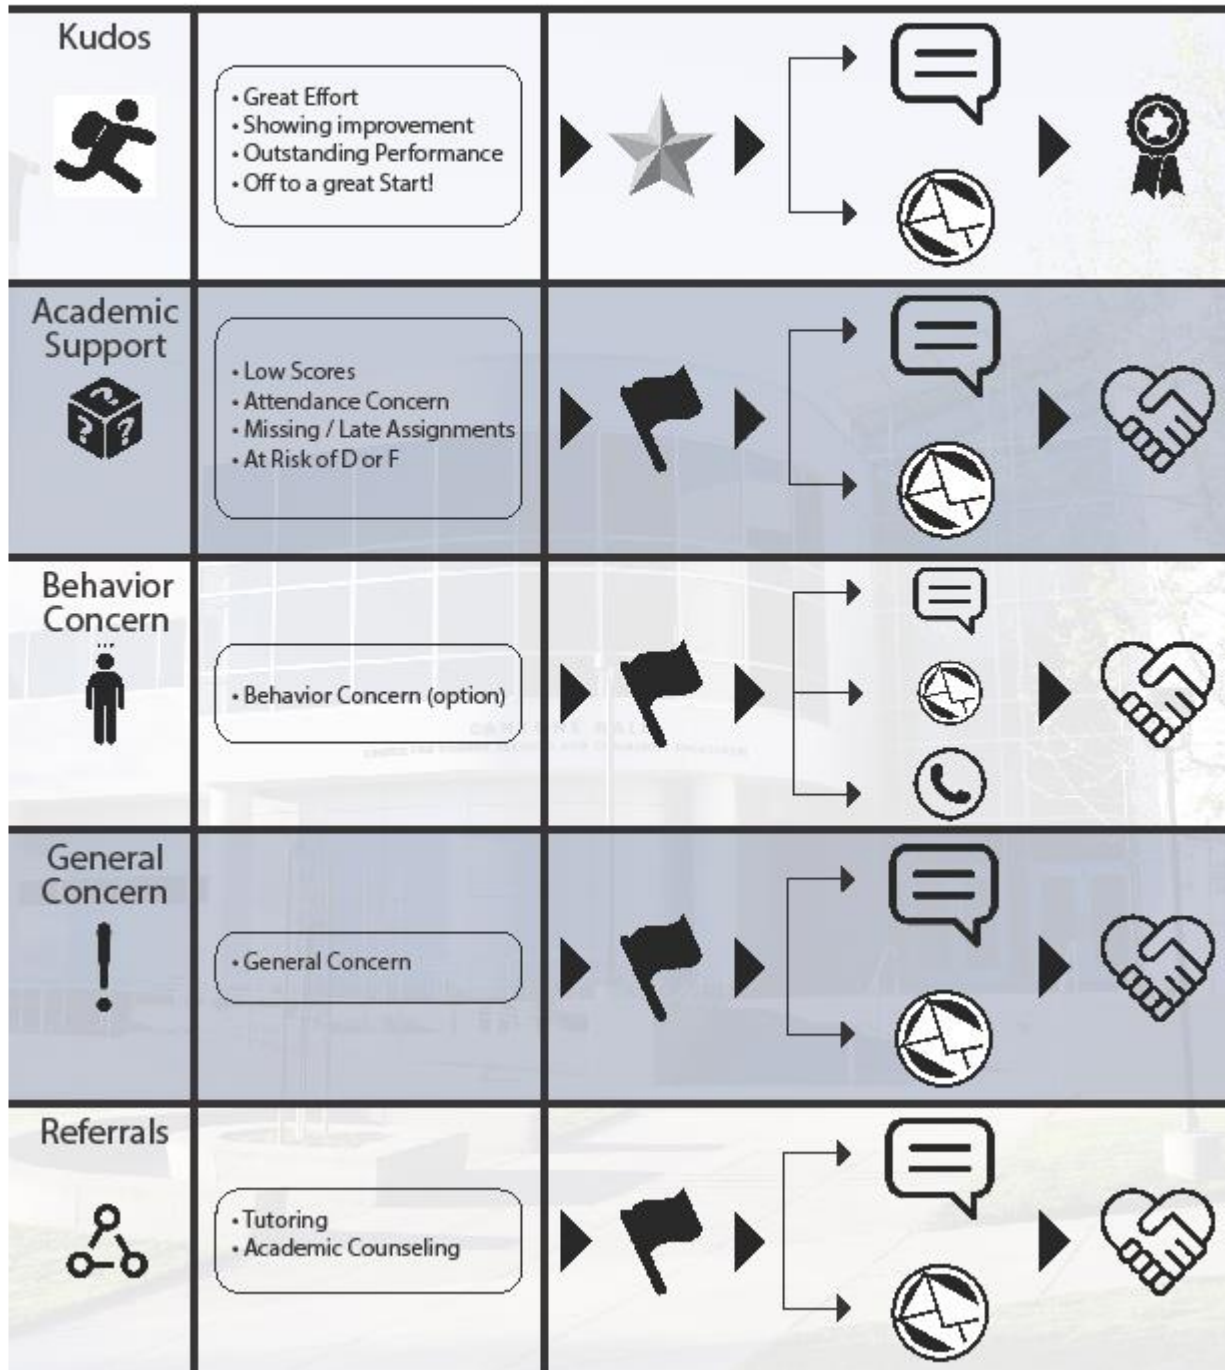 Kudos
• Great Effort
• Showing improvement
• Outstanding Performance
• Off to a great Start!
Academic
Support
? ? ?
• Low Scores
• Attendance Concern
• Missing / Late Assignments
• At Risk of D or F
Behavior
Concern
• Behavior Concern (option)
General
Concern
!
• General Concern
Referrals
• Tutoring
• Academic Counseling